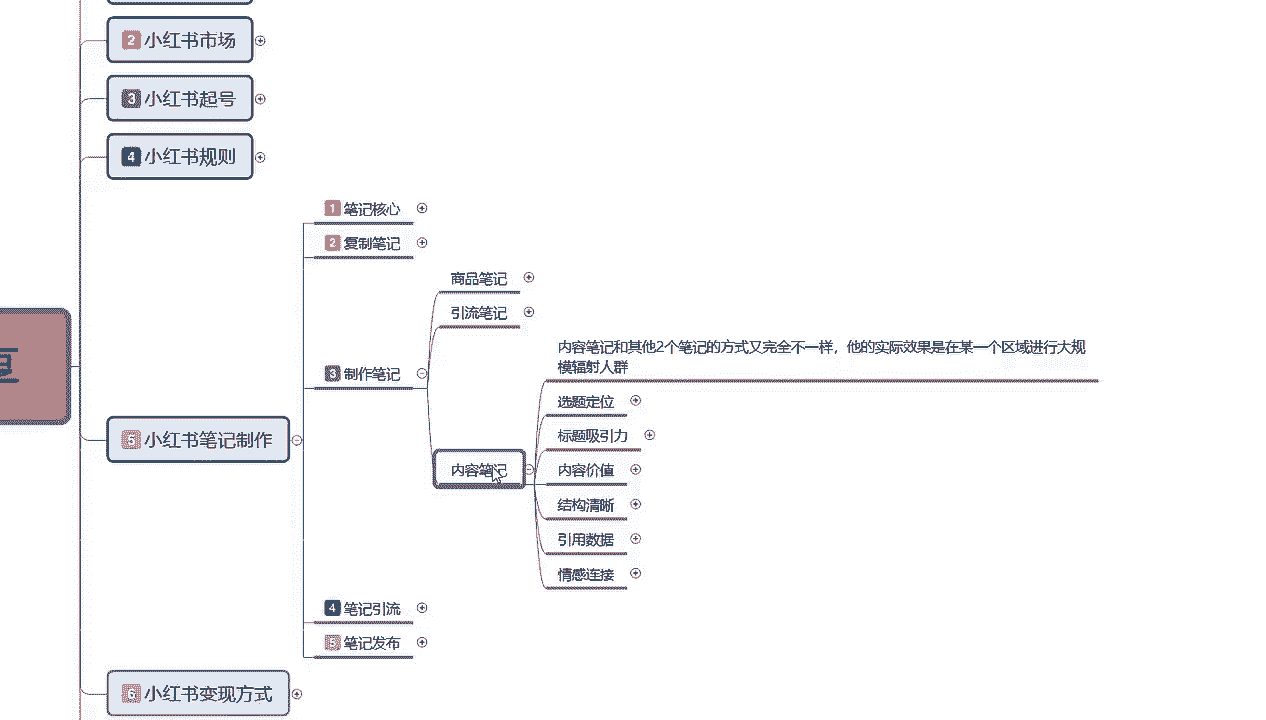 2 小红书市场
3 小红书起号
4 小红书规则
1 笔记核心
2 复制笔记
商品笔记
引流笔记
内容笔记和其他2个笔记的方式又完全不一样，他的实际效果是在某一个区域进行大规
模辐射人群
3 制作笔记
选题定位
标题吸引力
5 小红书笔记制作
内容笔记
内容价值
结构清晰
引用数据
情感连接
4 笔记引流
5 笔记发布
6 小红书变现方式